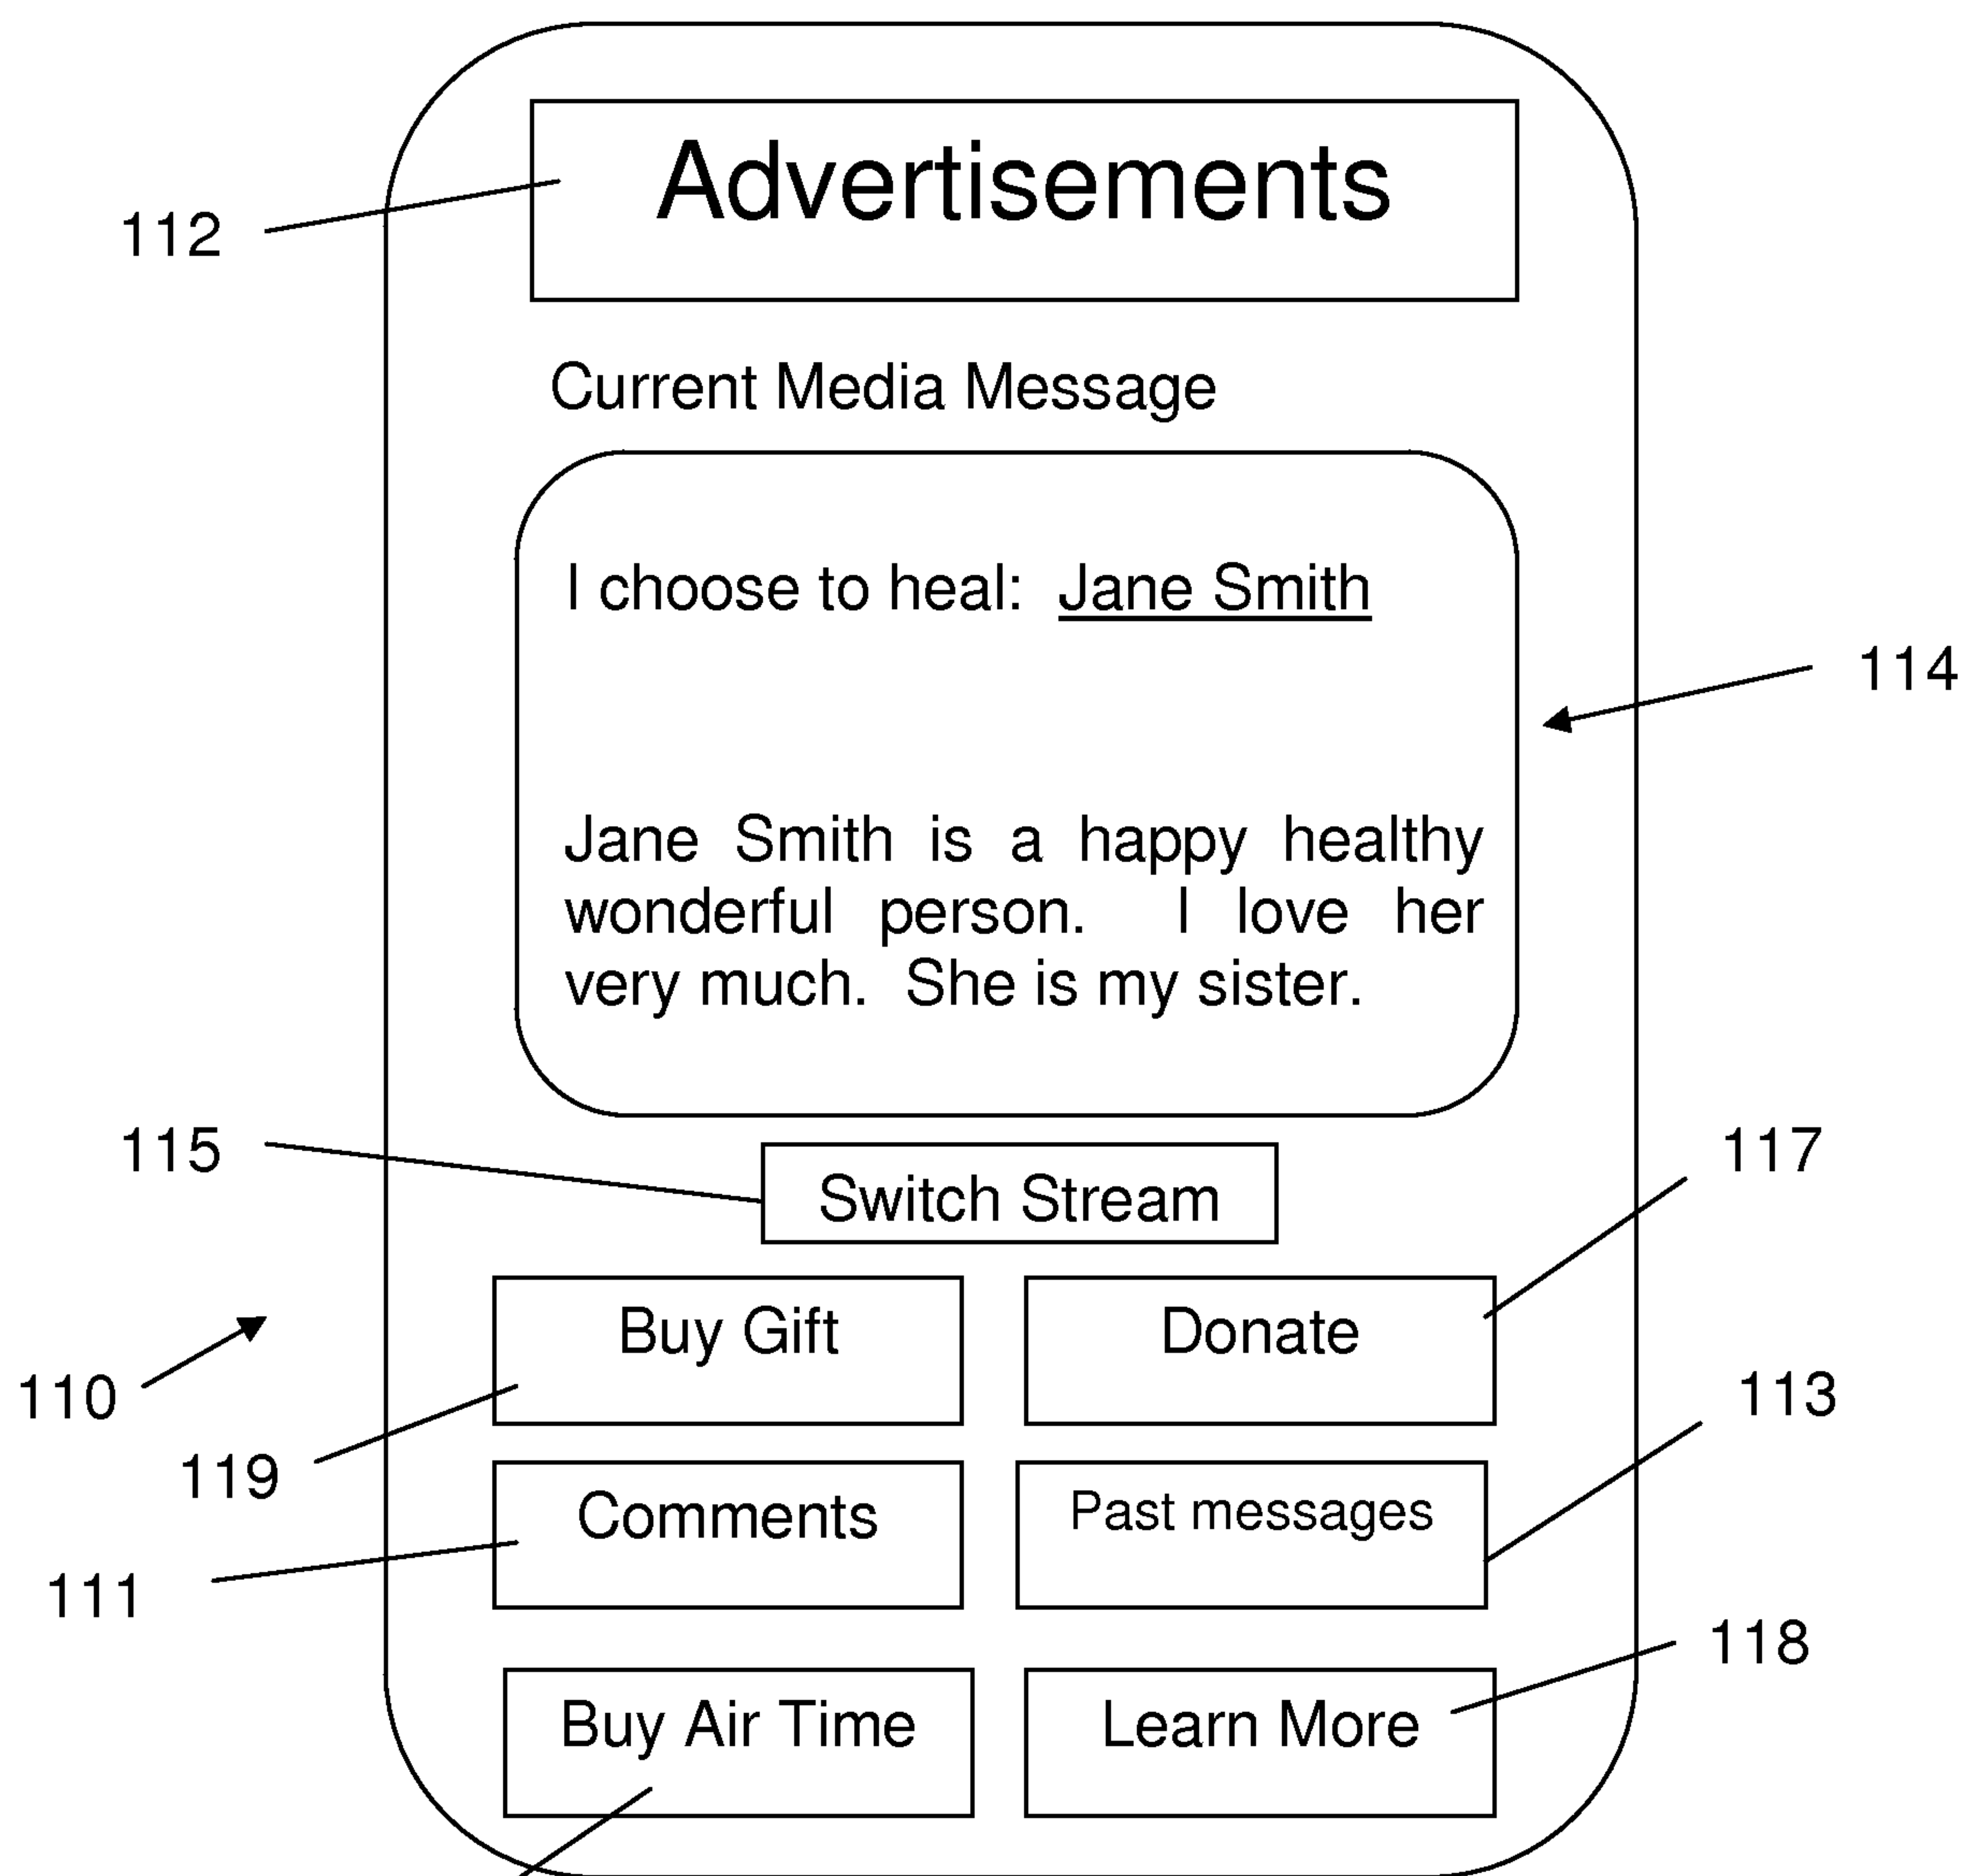 Advertisements
112
Current Media Message
I choose to heal: Jane Smith
114
Jane Smith is a happy healthy
wonderful person. I love her
very much. She is my sister.
115
117
Switch Stream
Buy Gift
Donate
110
113
119
Comments
Past messages
111
118
Buy Air Time
Learn More